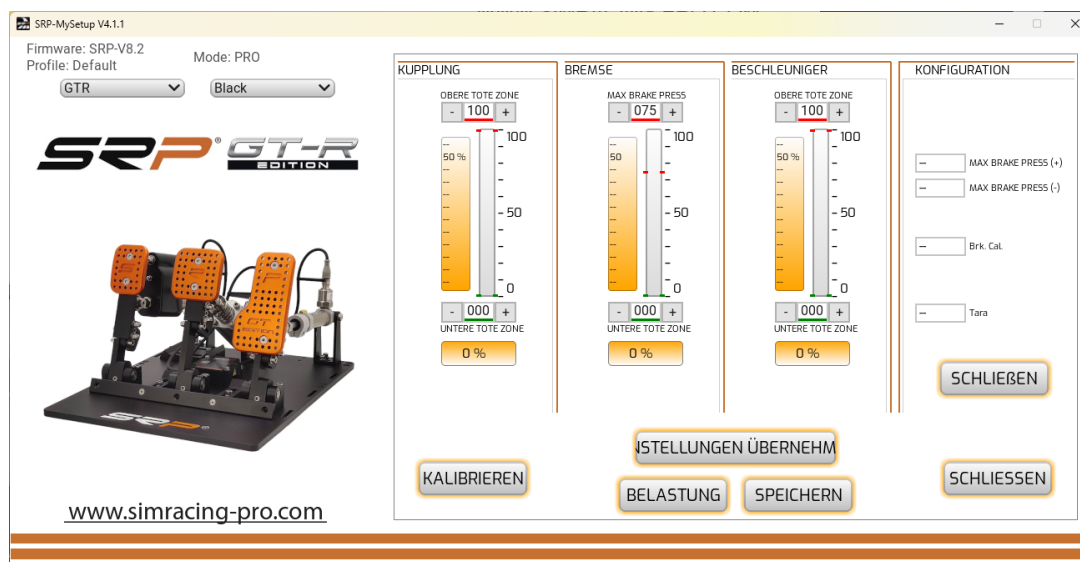 SRP-MySetup V4.1.1
Firmware: SRP-V8.2
Profile: Default
Mode: PRO
GTR
Black
SRP® GT-R
EDITION
www.simracing-pro.com
KUPPLUNG
OBERE TOTE ZONE
- 100 +
50 %
100
50
0
- 000 +
UNTERE TOTE ZONE
0 %
BREMSE
MAX BRAKE PRESS
- 075 +
50
100
50
0
- 000 +
UNTERE TOTE ZONE
0 %
BESCHLEUNIGER
OBERE TOTE ZONE
- 100 +
50 %
100
50
0
- 000 +
UNTERE TOTE ZONE
0 %
KONFIGURATION
-- MAX BRAKE PRESS (+)
-- MAX BRAKE PRESS (-)
-- Brk. Cal.
-- Tara
SCHLIEßEN
NSTELLUNGEN ÜBERNEHM
KALIBRIEREN
BELASTUNG
SPEICHERN
SCHLIESSEN